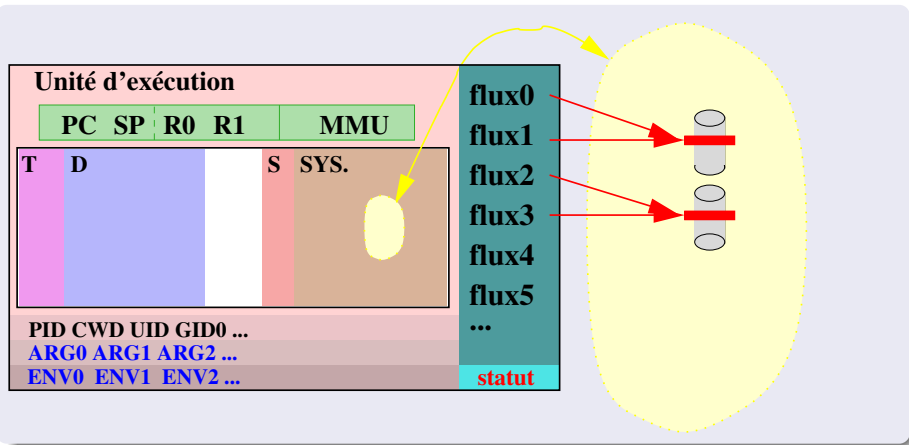 Unité d'exécution
PC SP R0 R1 MMU
T D S SYS.
PID CWD UID GID0 ...
ARG0 ARG1 ARG2 ...
ENV0 ENV1 ENV2 ...
flux0
flux1
flux2
flux3
flux4
flux5
...
statut